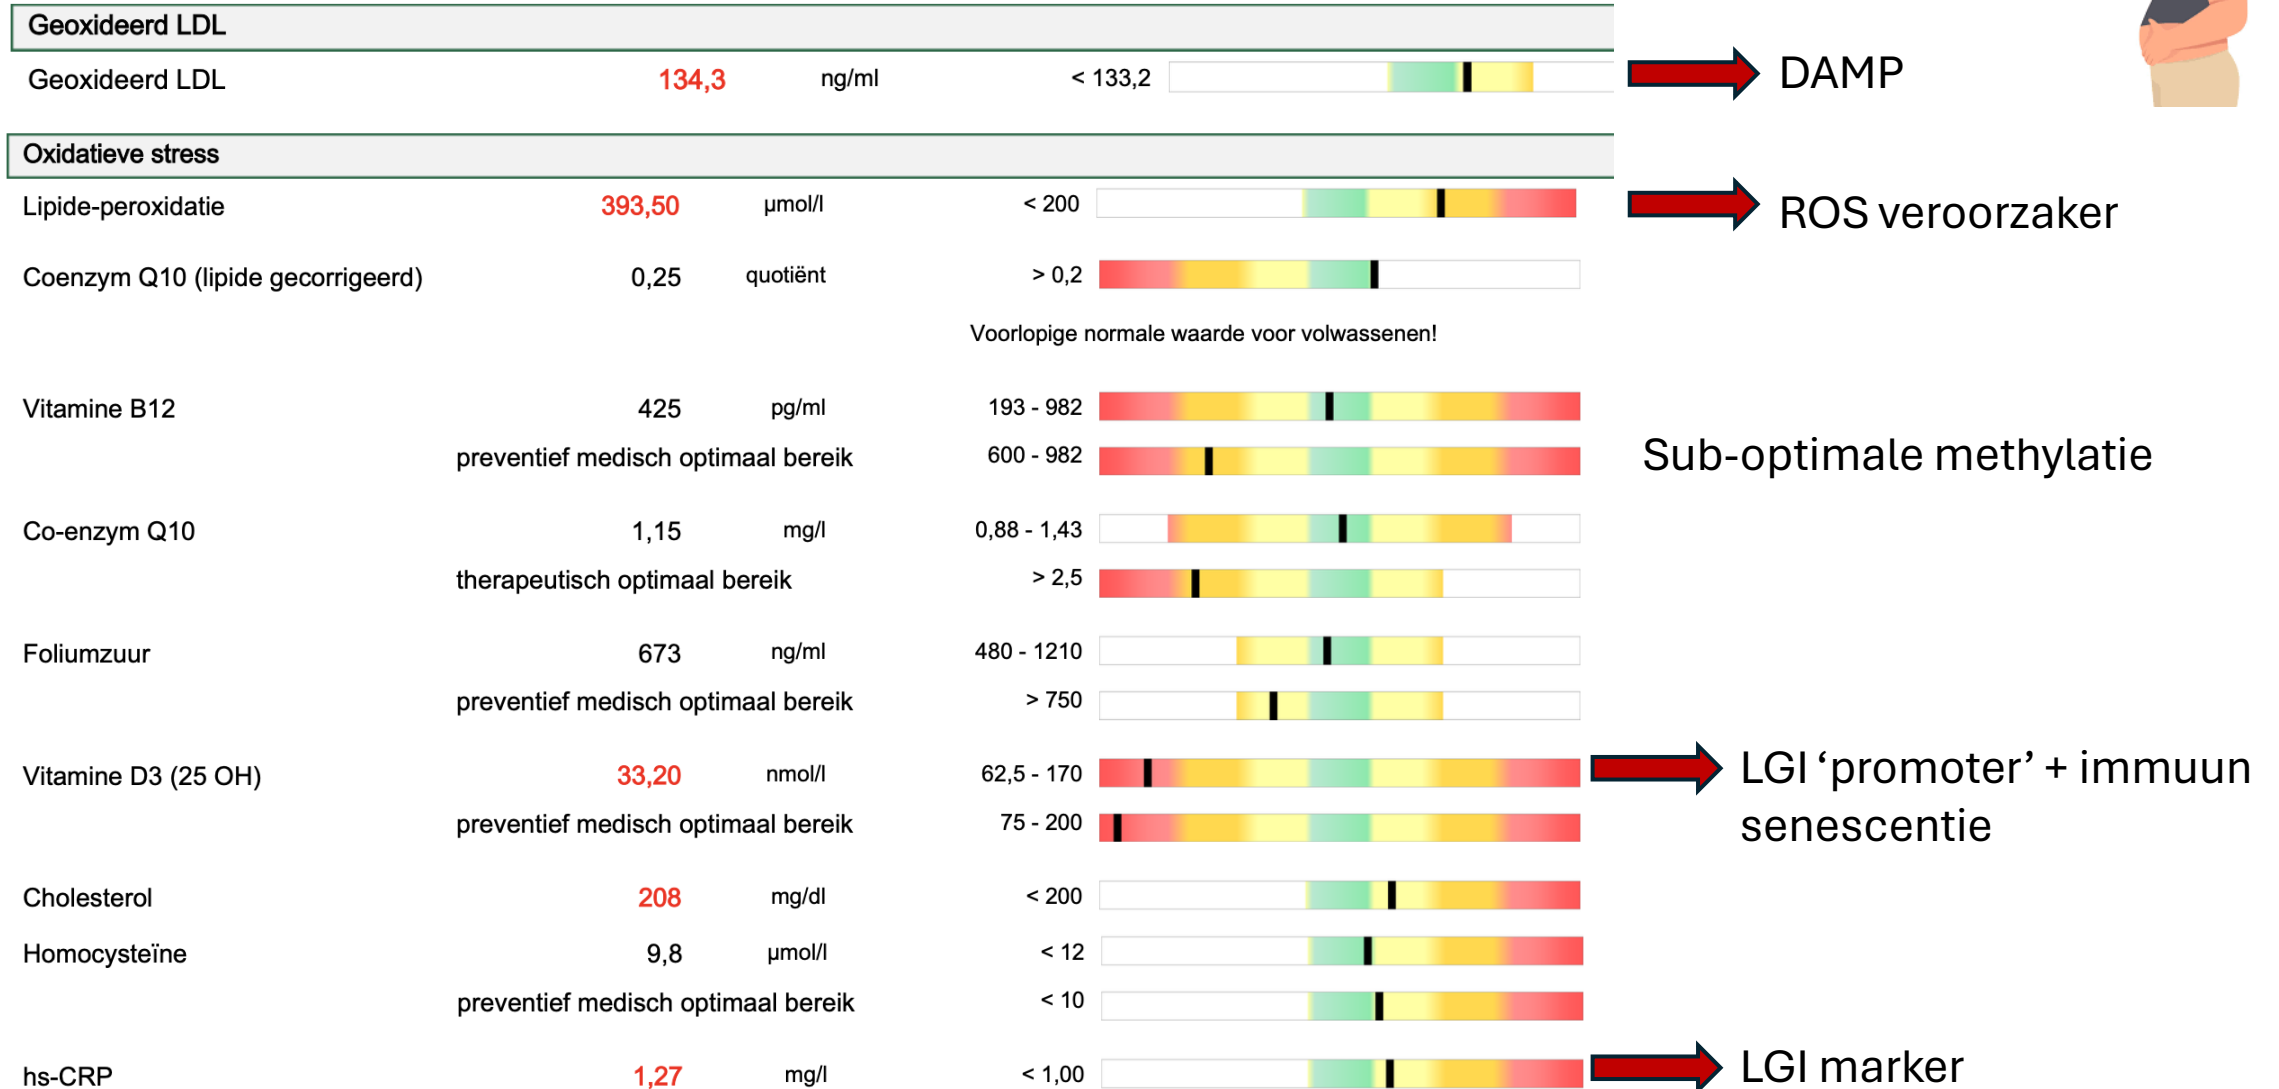 Geoxideerd LDL
Geoxideerd LDL 134,3 ng/ml < 133,2 DAMP
Oxidatieve stress
Lipide-peroxidatie 393,50 µmol/l < 200 ROS veroorzaker
Coenzym Q10 (lipide gecorrigeerd) 0,25 quotiënt > 0,2
Voorlopige normale waarde voor volwassenen!
Vitamine B12 425 pg/ml 193 - 982
preventief medisch optimaal bereik 600 - 982 Sub-optimale methylatie
Co-enzym Q10 1,15 mg/l 0,88 - 1,43
therapeutisch optimaal bereik > 2,5
Foliumzuur 673 ng/ml 480 - 1210
preventief medisch optimaal bereik > 750
Vitamine D3 (25 OH) 33,20 nmol/l 62,5 - 170 LGI ‘promoter’ + immuun
preventief medisch optimaal bereik 75 - 200 senescentie
Cholesterol 208 mg/dl < 200
Homocysteïne 9,8 µmol/l < 12
preventief medisch optimaal bereik < 10
hs-CRP 1,27 mg/l < 1,00 LGI marker